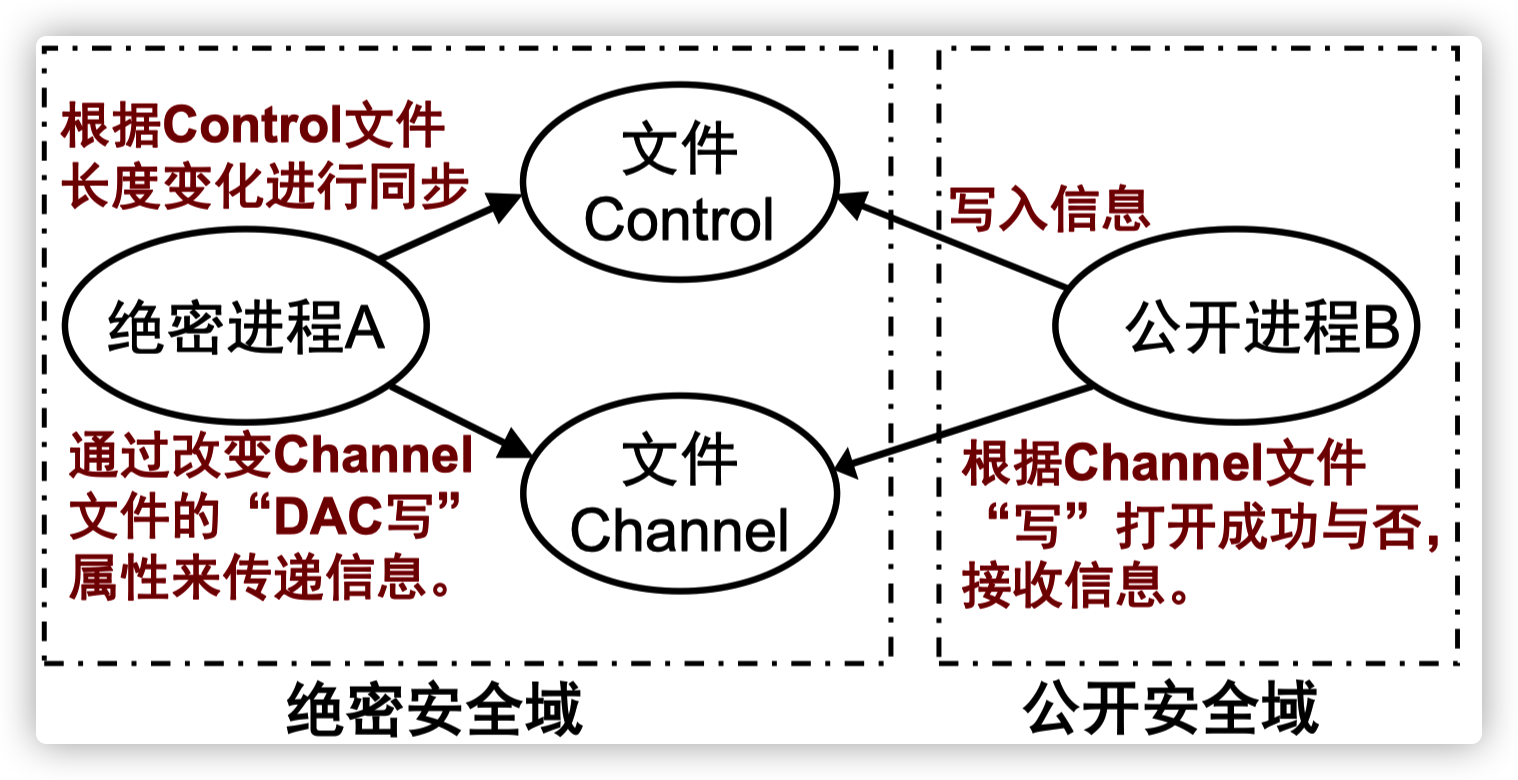 根据Control文件
长度变化进行同步
文件
Control
写入信息
绝密进程A
公开进程B
通过改变Channel
文件的“DAC写”
属性来传递信息。
文件
Channel
根据Channel文件
“写”打开成功与否，
接收信息。
绝密安全域
公开安全域